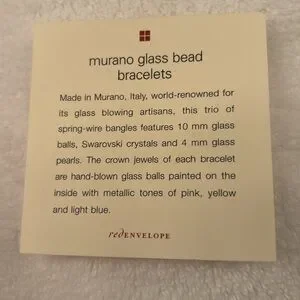 murano glass bead
bracelets
Made in Murano, Italy, world-renowned for
its glass blowing artisans, this trio of
spring-wire bangles features 10 mm glass
balls, Swarovski crystals and 4 mm glass
pearls. The crown jewels of each bracelet
are hand-blown glass balls painted on the
inside with metallic tones of pink, yellow
and light blue.
redENVELOPE